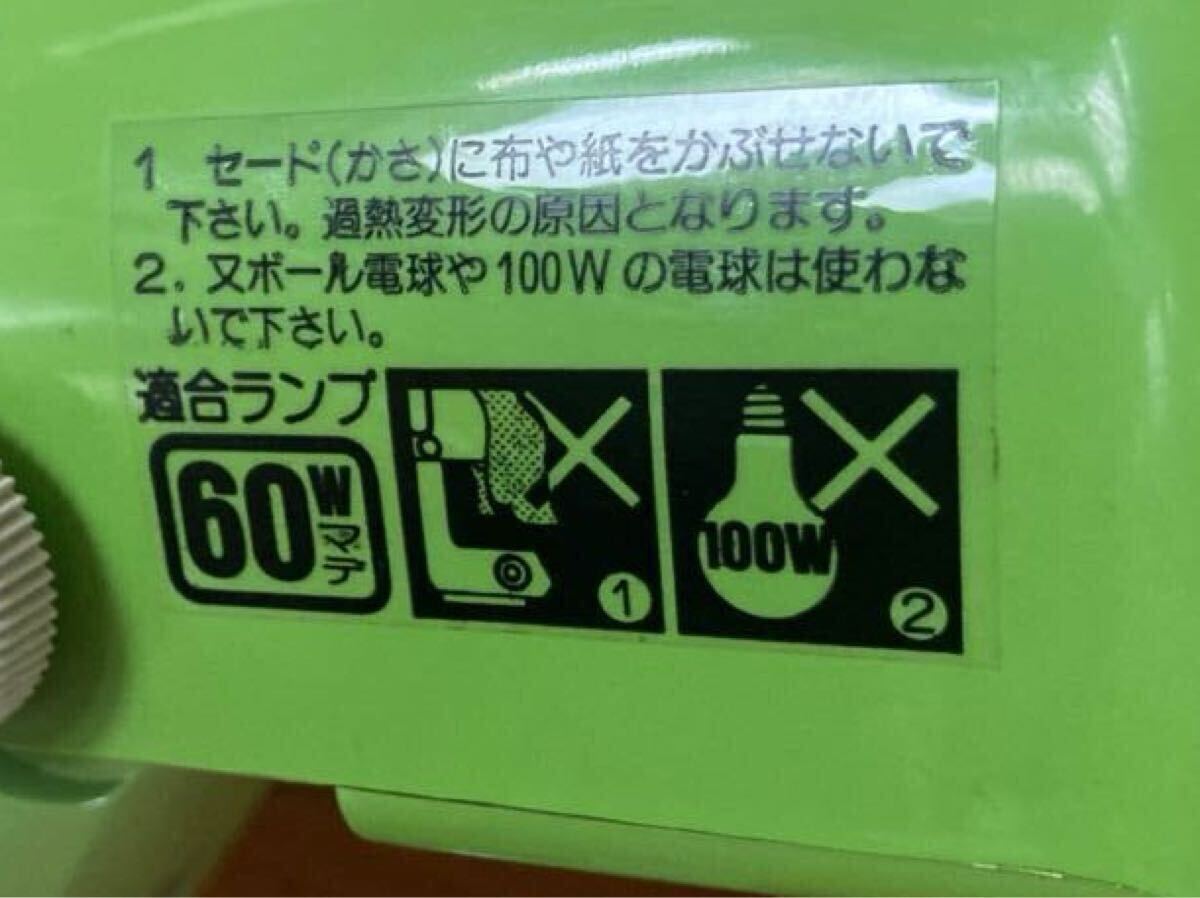 1 セード(かさ)に布や紙をかぶせないで
下さい。過熱変形の原因となります。
2. 又ボール電球や100Wの電球は使わな
いで下さい。
適合ランプ
60Wマデ
①
100W
②